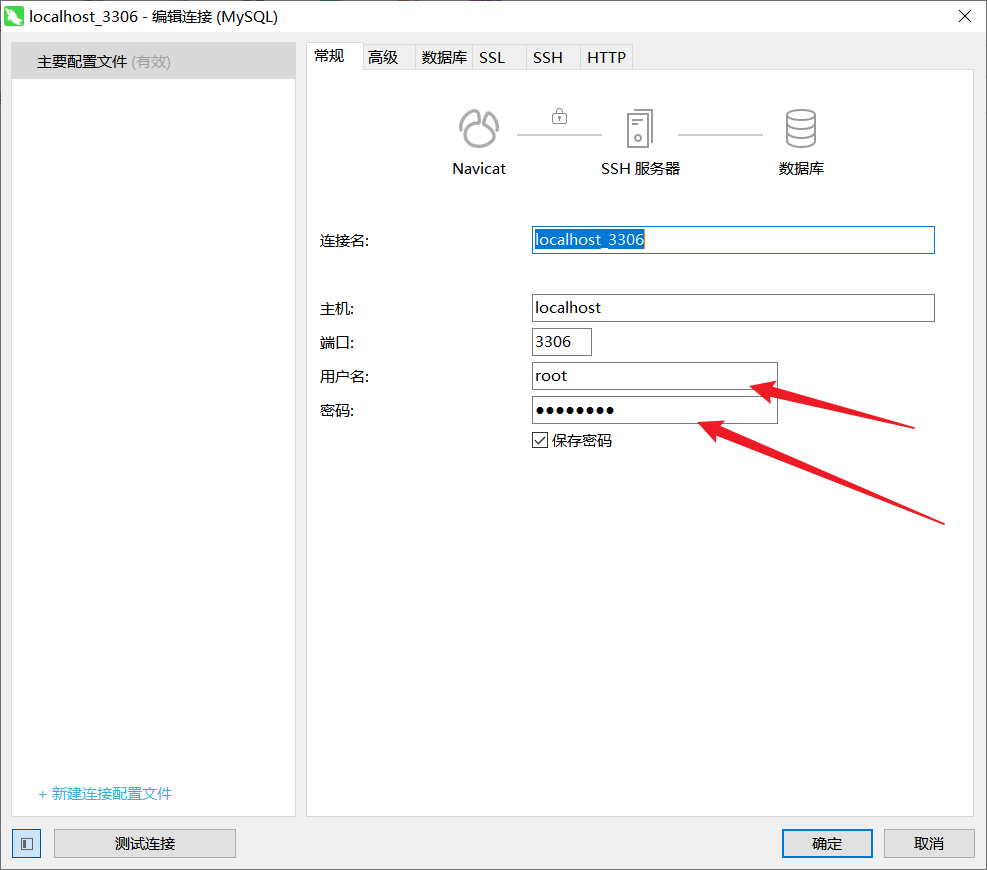 localhost_3306 - 编辑连接 (MySQL)
主要配置文件 (有效)
常规 高级 数据库 SSL SSH HTTP
Navicat SSH 服务器 数据库
连接名: localhost_3306
主机: localhost
端口: 3306
用户名: root
密码: ●●●●●●●●
保存密码
+ 新建连接配置文件
测试连接 确定 取消